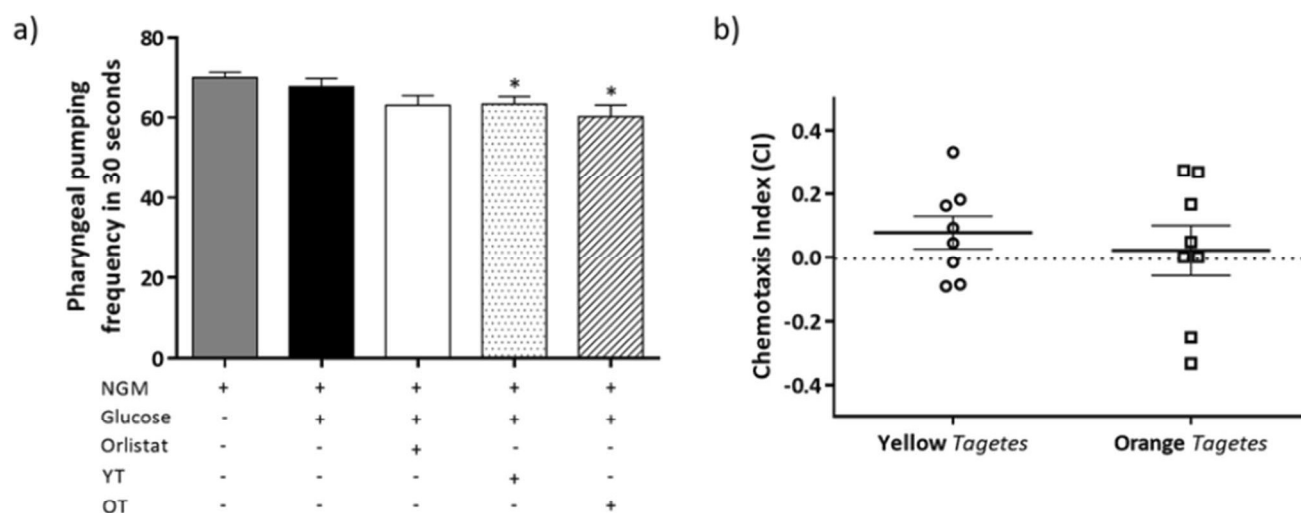 a)
Pharyngeal pumping
frequency in 30 seconds
80
60
40
20
0
*
*
NGM + + + + +
Glucose - + + + +
Orlistat - - + - -
YT - - - + -
OT - - - - +
b)
Chemotaxis Index (CI)
0.4
0.2
0.0
-0.2
-0.4
Yellow Tagetes
Orange Tagetes